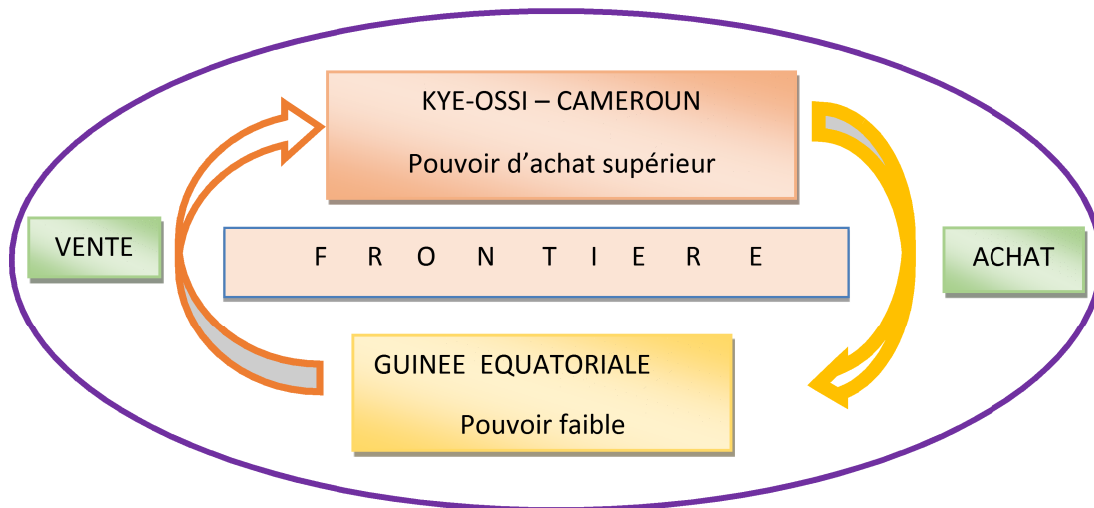 KYE-OSSI – CAMEROUN
Pouvoir d’achat supérieur
VENTE
F R O N T I E R E
ACHAT
GUINEE EQUATORIALE
Pouvoir faible